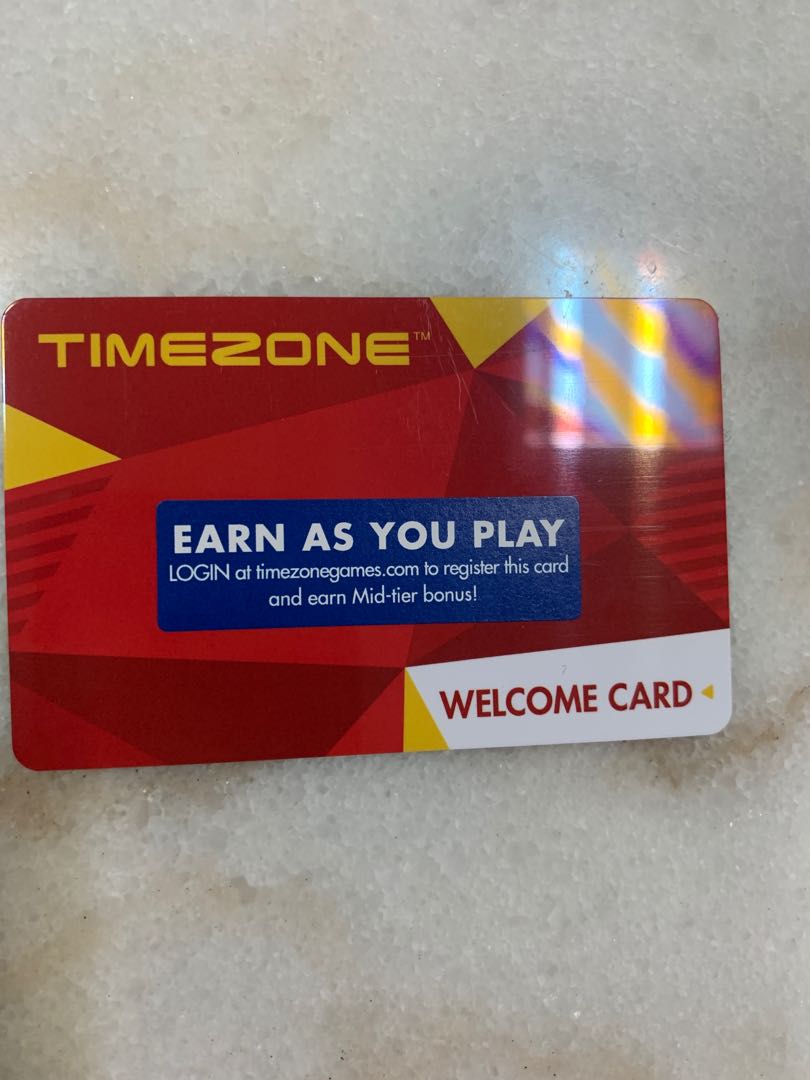 TIMEZONE™
EARN AS YOU PLAY
LOGIN at timezonegames.com to register this card
and earn Mid-tier bonus!
WELCOME CARD